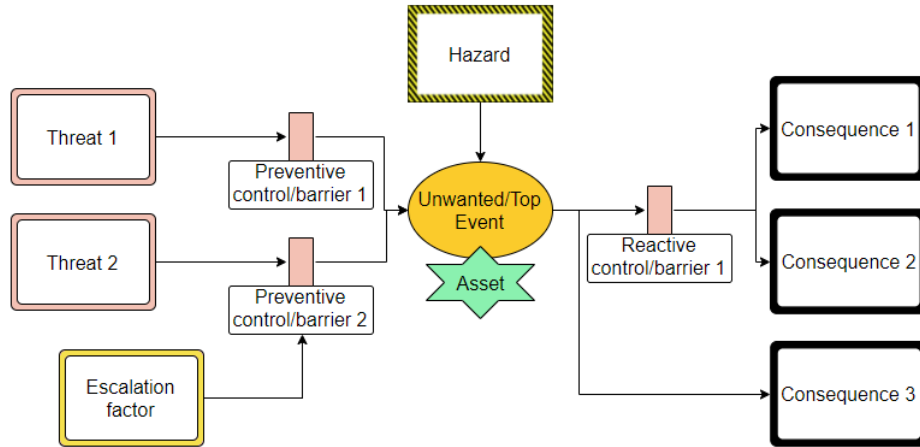 Hazard
Threat 1
Preventive
control/barrier 1
Threat 2
Preventive
control/barrier 2
Escalation
factor
Unwanted/Top
Event
Asset
Reactive
control/barrier 1
Consequence 1
Consequence 2
Consequence 3